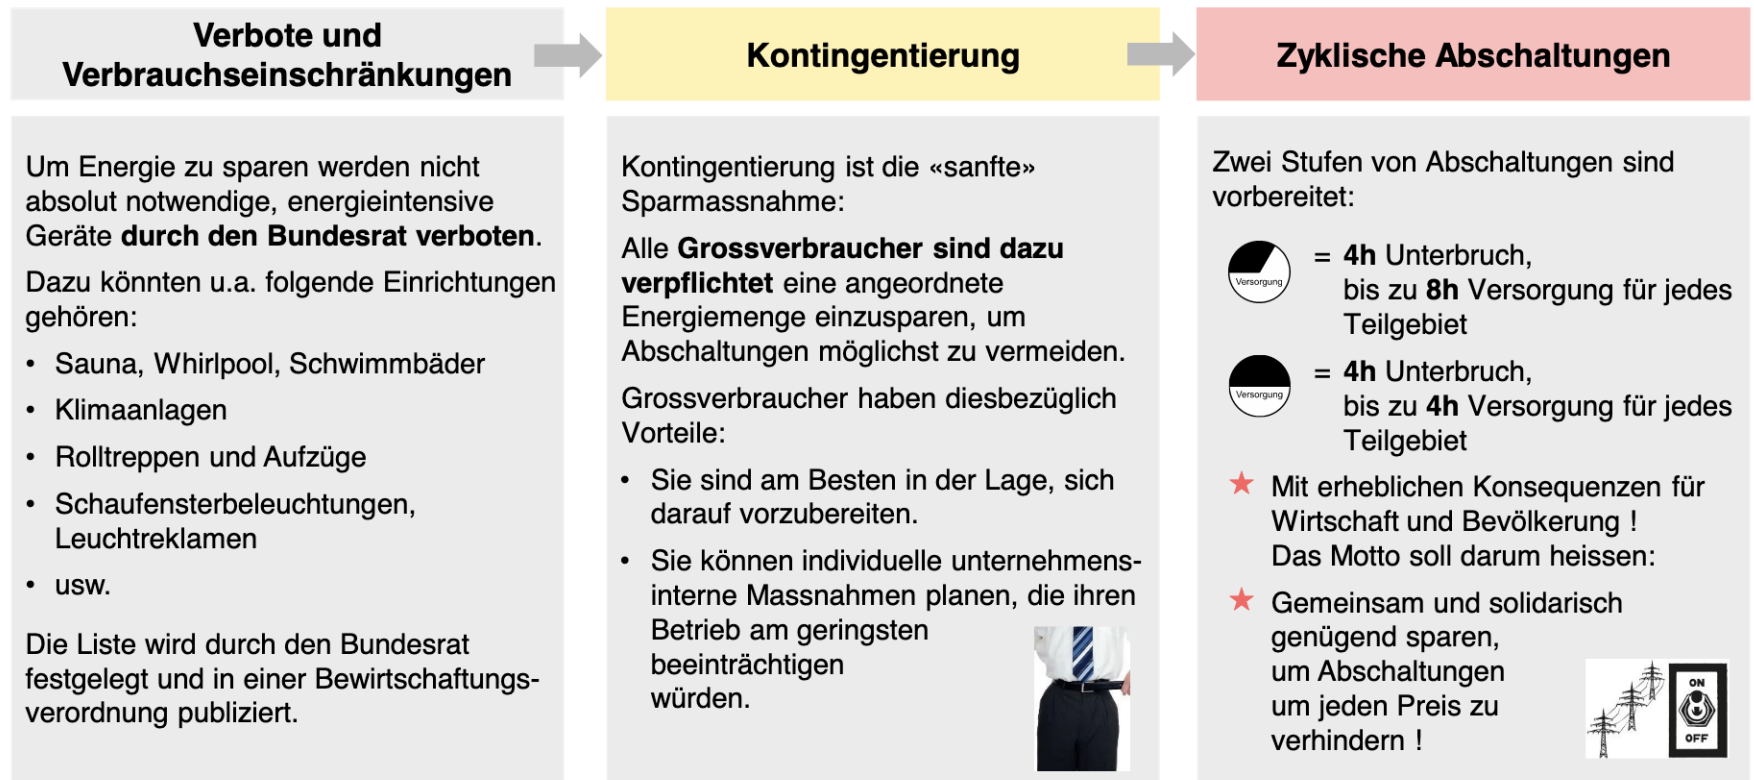 Verbote und
Verbrauchseinschränkungen
Kontingentierung
Zyklische Abschaltungen
Um Energie zu sparen werden nicht
absolut notwendige, energieintensive
Geräte durch den Bundesrat verboten.
Dazu könnten u.a. folgende Einrichtungen
gehören:
• Sauna, Whirlpool, Schwimmbäder
• Klimaanlagen
• Rolltreppen und Aufzüge
• Schaufensterbeleuchtungen,
Leuchtreklamen
• usw.
Die Liste wird durch den Bundesrat
festgelegt und in einer Bewirtschaftungs-
verordnung publiziert.
Kontingentierung ist die «sanfte»
Sparmassnahme:
Alle Grossverbraucher sind dazu
verpflichtet eine angeordnete
Energiemenge einzusparen, um
Abschaltungen möglichst zu vermeiden.
Grossverbraucher haben diesbezüglich
Vorteile:
• Sie sind am Besten in der Lage, sich
darauf vorzubereiten.
• Sie können individuelle unternehmens-
interne Massnahmen planen, die ihren
Betrieb am geringsten
beeinträchtigen
würden.
Zwei Stufen von Abschaltungen sind
vorbereitet:
Versorgung
= 4h Unterbruch,
bis zu 8h Versorgung für jedes
Teilgebiet
Versorgung
= 4h Unterbruch,
bis zu 4h Versorgung für jedes
Teilgebiet
Mit erheblichen Konsequenzen für
Wirtschaft und Bevölkerung !
Das Motto soll darum heissen:
Gemeinsam und solidarisch
genügend sparen,
um Abschaltungen
um jeden Preis zu
verhindern !
ON
OFF